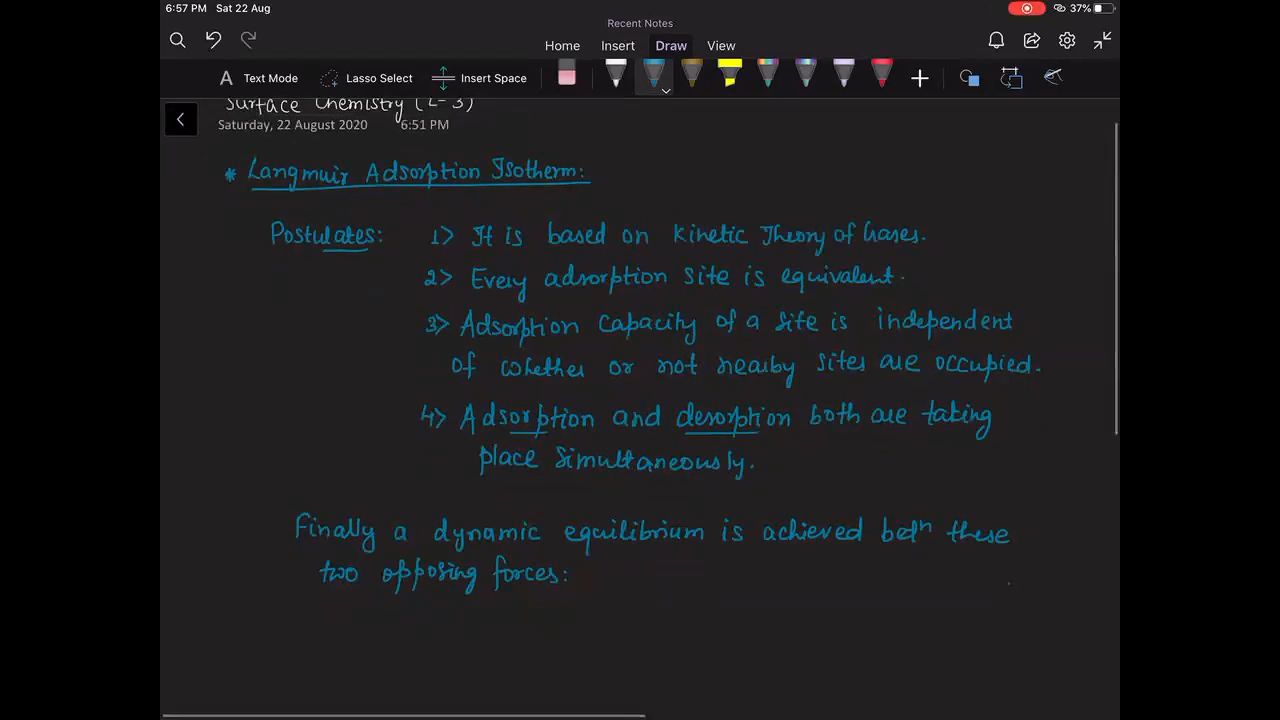 6:57 PM Sat 22 Aug 37%
Recent Notes
Home Insert Draw View
A Text Mode Lasso Select Insert Space
Surface Chemistry (L-3)
Saturday, 22 August 2020 6:51 PM
* Langmuir Adsorption Isotherm:
Postulates: 1> It is based on Kinetic Theory of Gases.
2> Every adsorption site is equivalent.
3> Adsorption capacity of a site is independent
of whether or not nearby sites are occupied.
4> Adsorption and desorption both are taking
place simultaneously.
Finally a dynamic equilibrium is achieved betn these
two opposing forces: